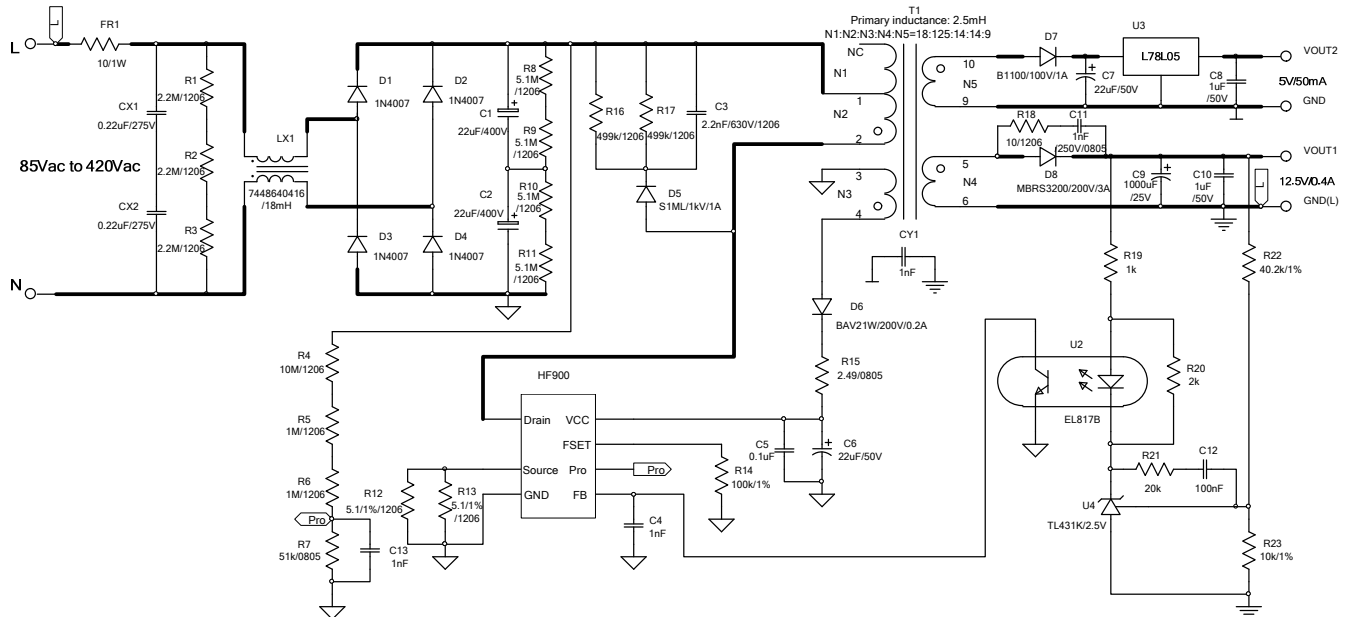 T1
Primary inductance: 2.5mH
N1:N2:N3:N4:N5=18:125:14:14:9
L
L
FR1
10/1W
R1
2.2M/1206
CX1
0.22uF/275V
R2
2.2M/1206
CX2
0.22uF/275V
R3
2.2M/1206
85Vac to 420Vac
N
LX1
7448640416
/18mH
D1
1N4007
D2
1N4007
D3
1N4007
D4
1N4007
C1
22uF/400V
C2
22uF/400V
R8
5.1M
/1206
R9
5.1M
/1206
R10
5.1M
/1206
R11
5.1M
/1206
R16
499k/1206
R17
499k/1206
C3
2.2nF/630V/1206
D5
S1ML/1kV/1A
NC
N1
1
N2
2
3
N3
4
10
N5
9
5
N4
6
D7
B1100/100V/1A
C7
22uF/50V
U3
L78L05
C8
1uF
/50V
VOUT2
5V/50mA
GND
R18
10/1206
C11
1nF
/250V/0805
D8
MBRS3200/200V/3A
C9
1000uF
/25V
C10
1uF
/50V
L
VOUT1
12.5V/0.4A
GND(L)
CY1
1nF
D6
BAV21W/200V/0.2A
R15
2.49/0805
R19
1k
R22
40.2k/1%
U2
EL817B
R20
2k
R21
20k
C12
100nF
U4
TL431K/2.5V
R23
10k/1%
R4
10M/1206
R5
1M/1206
R6
1M/1206
Pro
R7
51k/0805
C13
1nF
R12
5.1/1%/1206
R13
5.1/1%
/1206
HF900
Drain
VCC
FSET
Source
Pro
GND
FB
Pro
R14
100k/1%
C5
0.1uF
C6
22uF/50V
C4
1nF